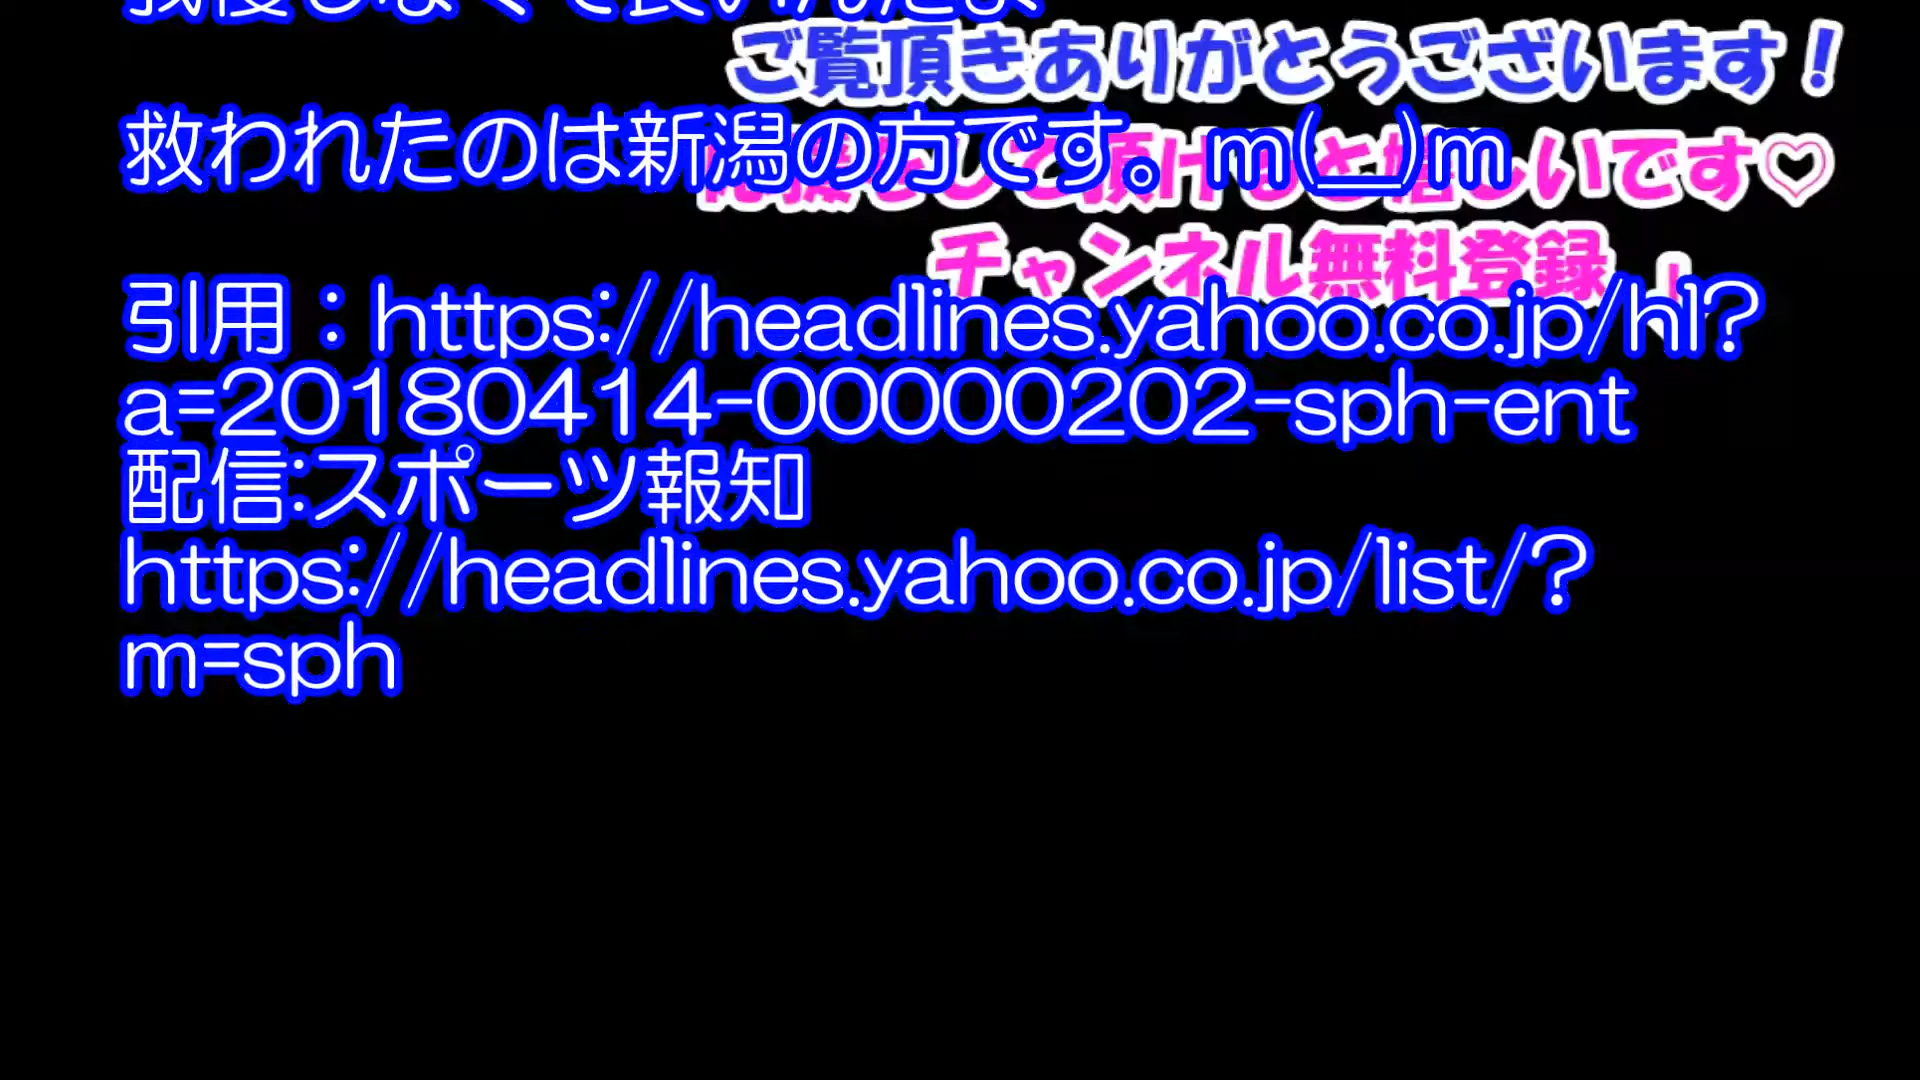 ご覧頂きありがとうございます！
救われたのは新潟の方です。m(__)m
いです♡
チャンネル無料登録
引用：https://headlines.yahoo.co.jp/hl?
a=20180414-00000202-sph-ent
配信:スポーツ報知
https://headlines.yahoo.co.jp/list/?
m=sph